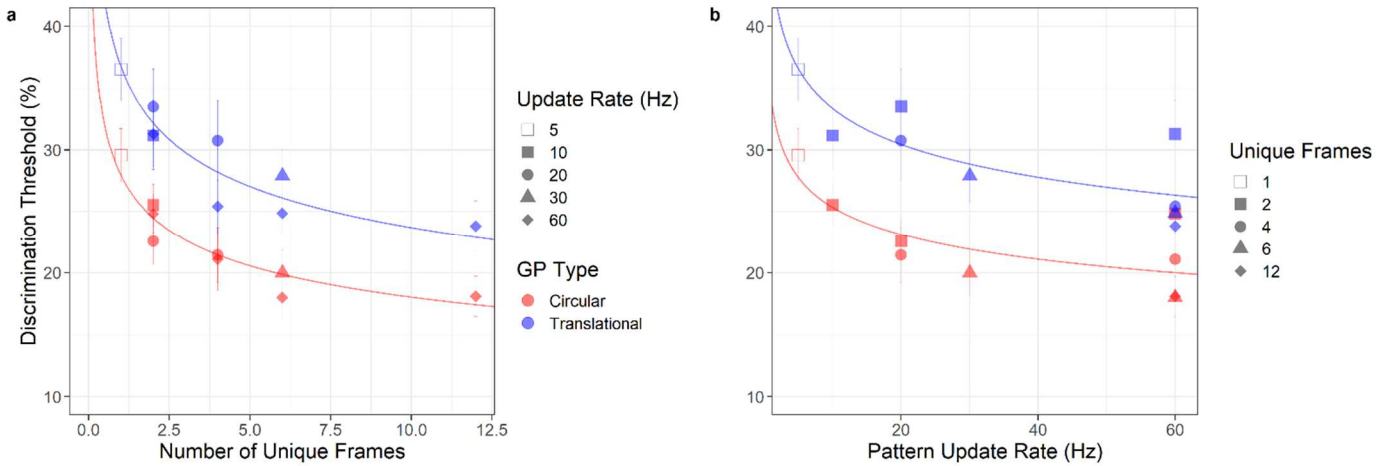 a
Discrimination Threshold (%)
40
30
20
10
0.0 2.5 5.0 7.5 10.0 12.5
Number of Unique Frames
Update Rate (Hz)
5
10
20
30
60
GP Type
Circular
Translational
b
40
30
20
10
20 40 60
Pattern Update Rate (Hz)
Unique Frames
1
2
4
6
12